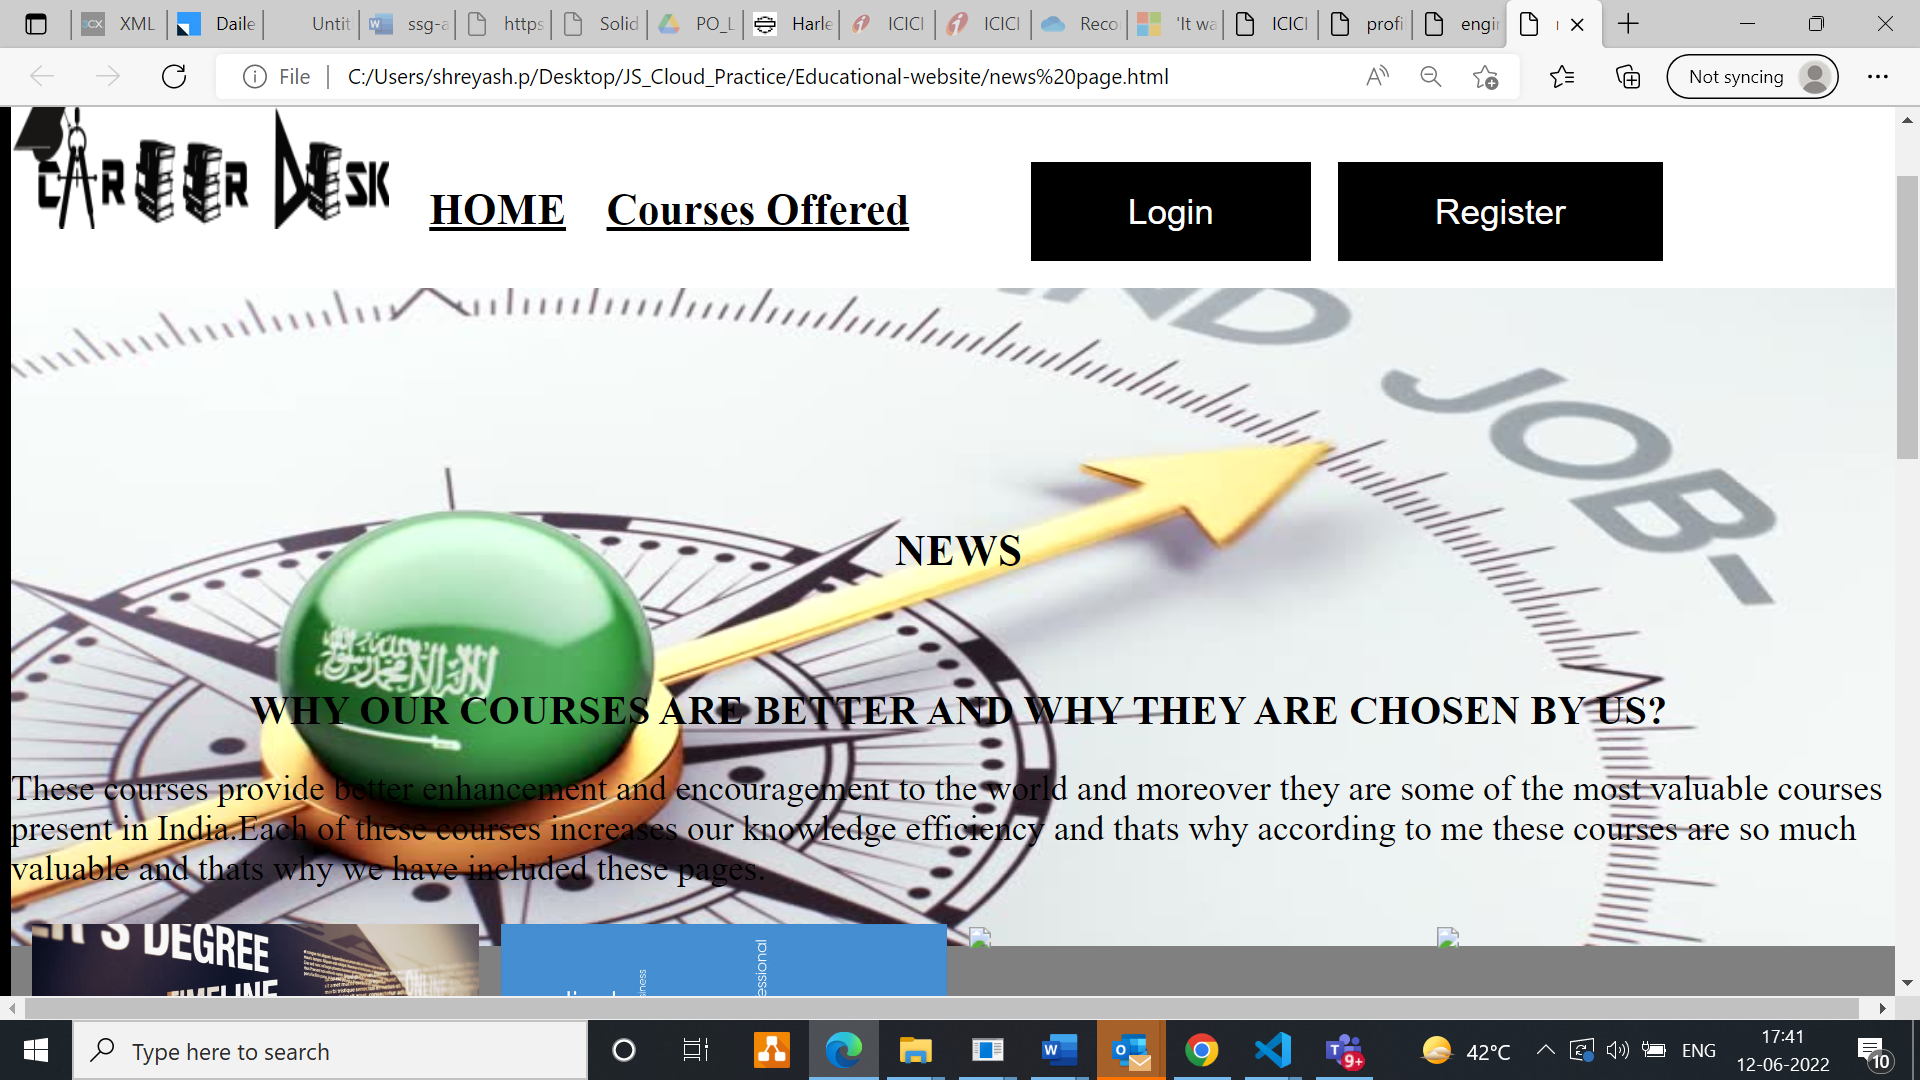 XML
Daile
Untit
ssg-a
https
Solid
PO_L
Harle
ICICI
ICICI
Reco
'It wa
ICICI
profi
engin
File
C:/Users/shreyash.p/Desktop/JS_Cloud_Practice/Educational-website/news%20page.html
Not syncing
CAREER DESK
HOME
Courses Offered
Login
Register
JOB-
NEWS
WHY OUR COURSES ARE BETTER AND WHY THEY ARE CHOSEN BY US?
These courses provide better enhancement and encouragement to the world and moreover they are some of the most valuable courses
present in India.Each of these courses increases our knowledge efficiency and thats why according to me these courses are so much
valuable and thats why we have included these pages.
DEGREE
TIMELINE
ONLINE
Type here to search
9+
42°C
ENG
17:41
12-06-2022
10